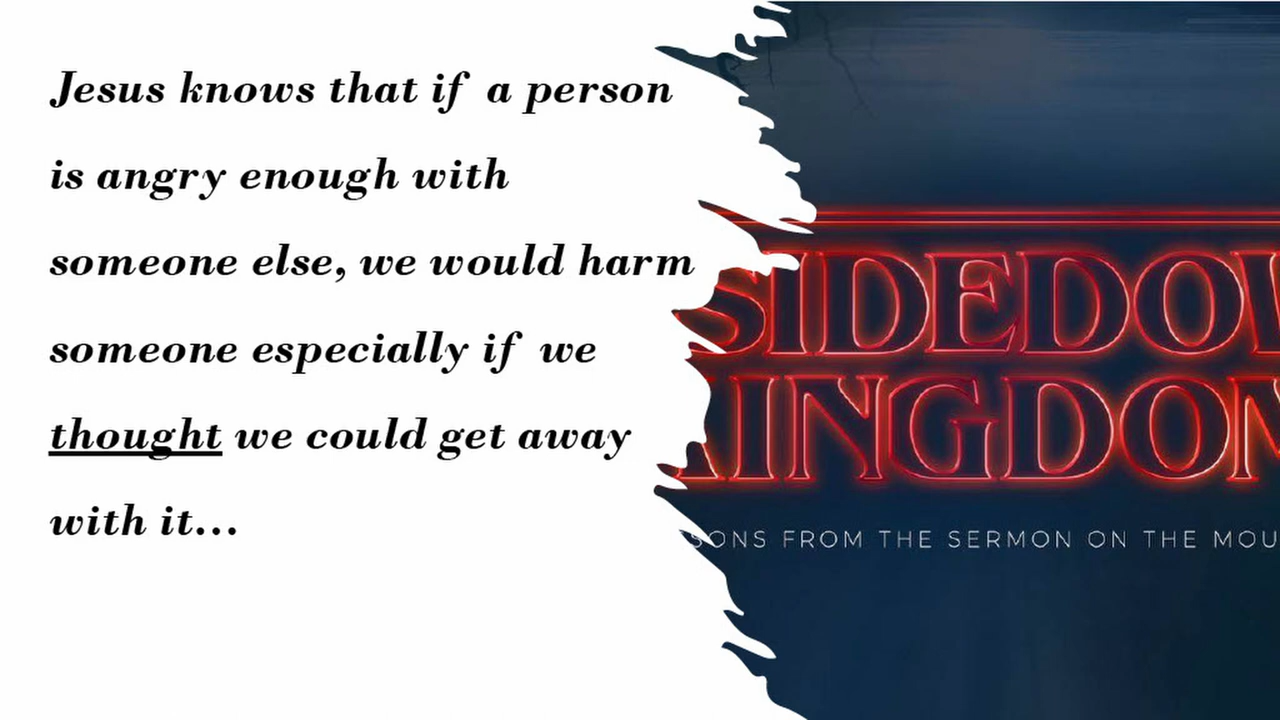 Jesus knows that if a person
is angry enough with
someone else, we would harm
someone especially if we
thought we could get away
with it...
SIDEDOW
KINGDOM
SONS FROM THE SERMON ON THE MOU